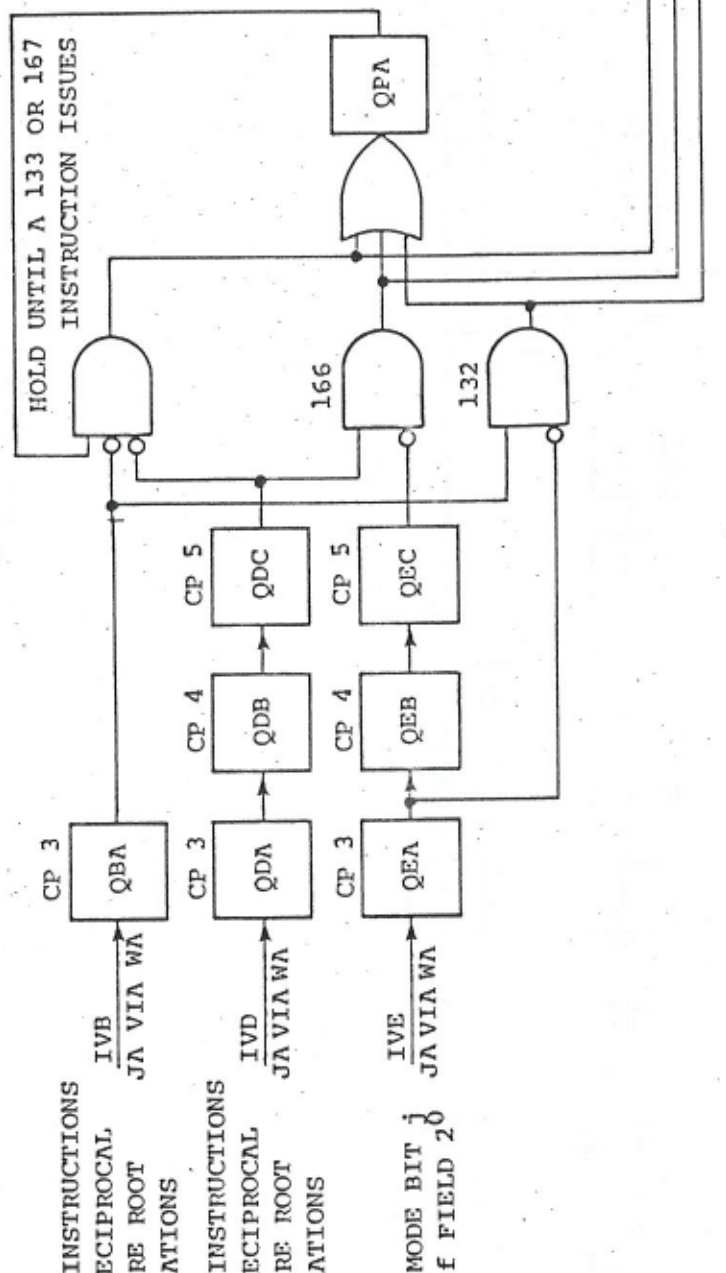 HOLD UNTIL A 133 OR 167
INSTRUCTION ISSUES
QPA
166
132
CP 5
QDC
CP 5
QEC
CP 4
QDB
CP 4
QEB
CP 3
QBA
CP 3
QDA
CP 3
QEA
IVB
JA VIA WA
IVD
JA VIA WA
IVE
JA VIA WA
INSTRUCTIONS
ECIPROCAL
RE ROOT
ATIONS
INSTRUCTIONS
ECIPROCAL
RE ROOT
ATIONS
MODE BIT j
f FIELD 2⁰